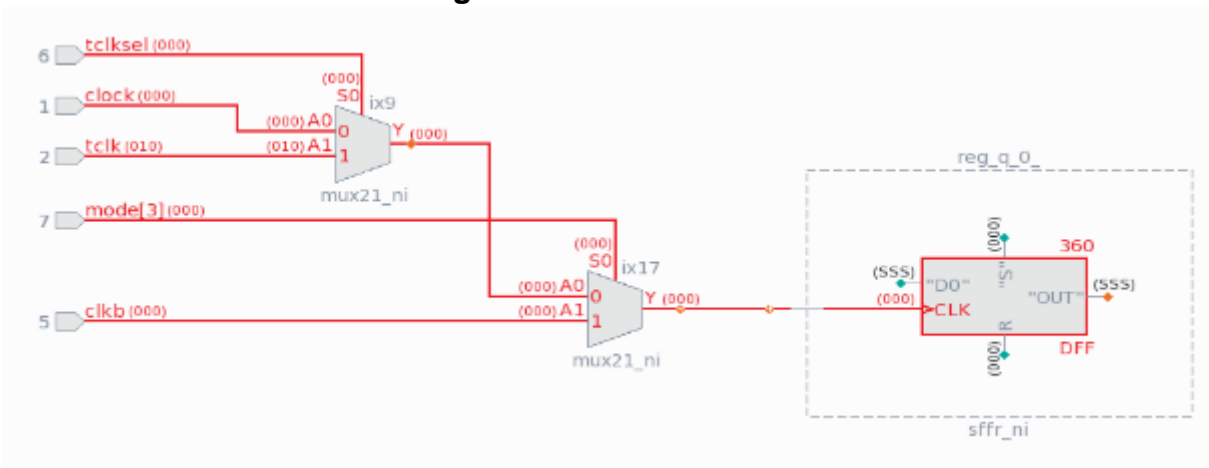 6 tclksel (000)
(000)
S0
ix9
1 clock (000)
(000) A0 0 Y (000)
2 tclk (010) (010) A1 1
mux21_ni
reg_q_0_
7 mode[3] (000)
(000)
S0
ix17
(000) "S" 360
(SSS) "D0" "OUT" (SSS)
(000) A0 0 Y (000) (000) CLK
5 clkb (000) (000) A1 1
R DFF
(000)
mux21_ni
sffr_ni